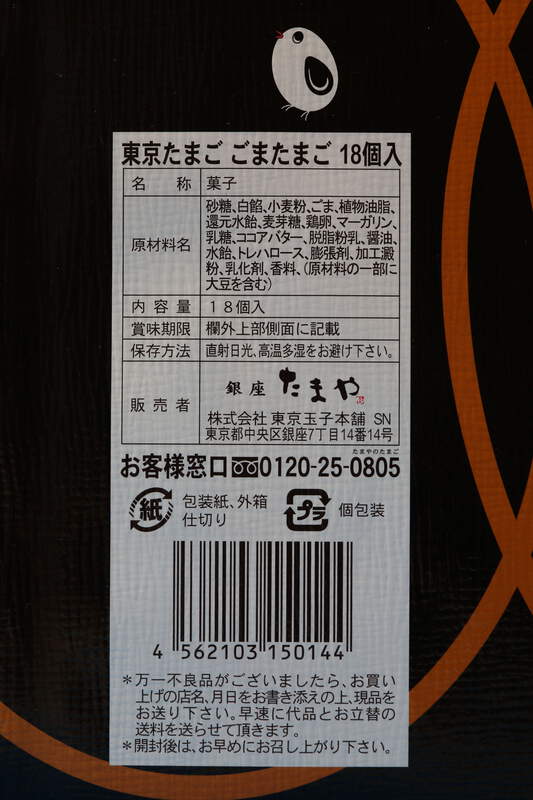 東京たまご ごまたまご 18個入
名称 菓子
原材料名
砂糖、白餡、小麦粉、ごま、植物油脂、
還元水飴、麦芽糖、鶏卵、マーガリン、
乳糖、ココアバター、脱脂粉乳、醤油、
水飴、トレハロース、膨張剤、加工澱
粉、乳化剤、香料、(原材料の一部に
大豆を含む)
内容量 18個入
賞味期限 欄外上部側面に記載
保存方法 直射日光、高温多湿をお避け下さい。
販売者
銀座 たまや
株式会社 東京玉子本舗 SN
東京都中央区銀座7丁目14番14号
たまやのたまご
お客様窓口 0120-25-0805
紙 包装紙、外箱
仕切り
プラ 個包装
4 562103 150144
*万一不良品がございましたら、お買い
上げの店名、月日をお書き添えの上、現品を
お送り下さい。早速に代品とお立替の
送料を送らせて頂きます。
*開封後は、お早めにお召し上がり下さい。